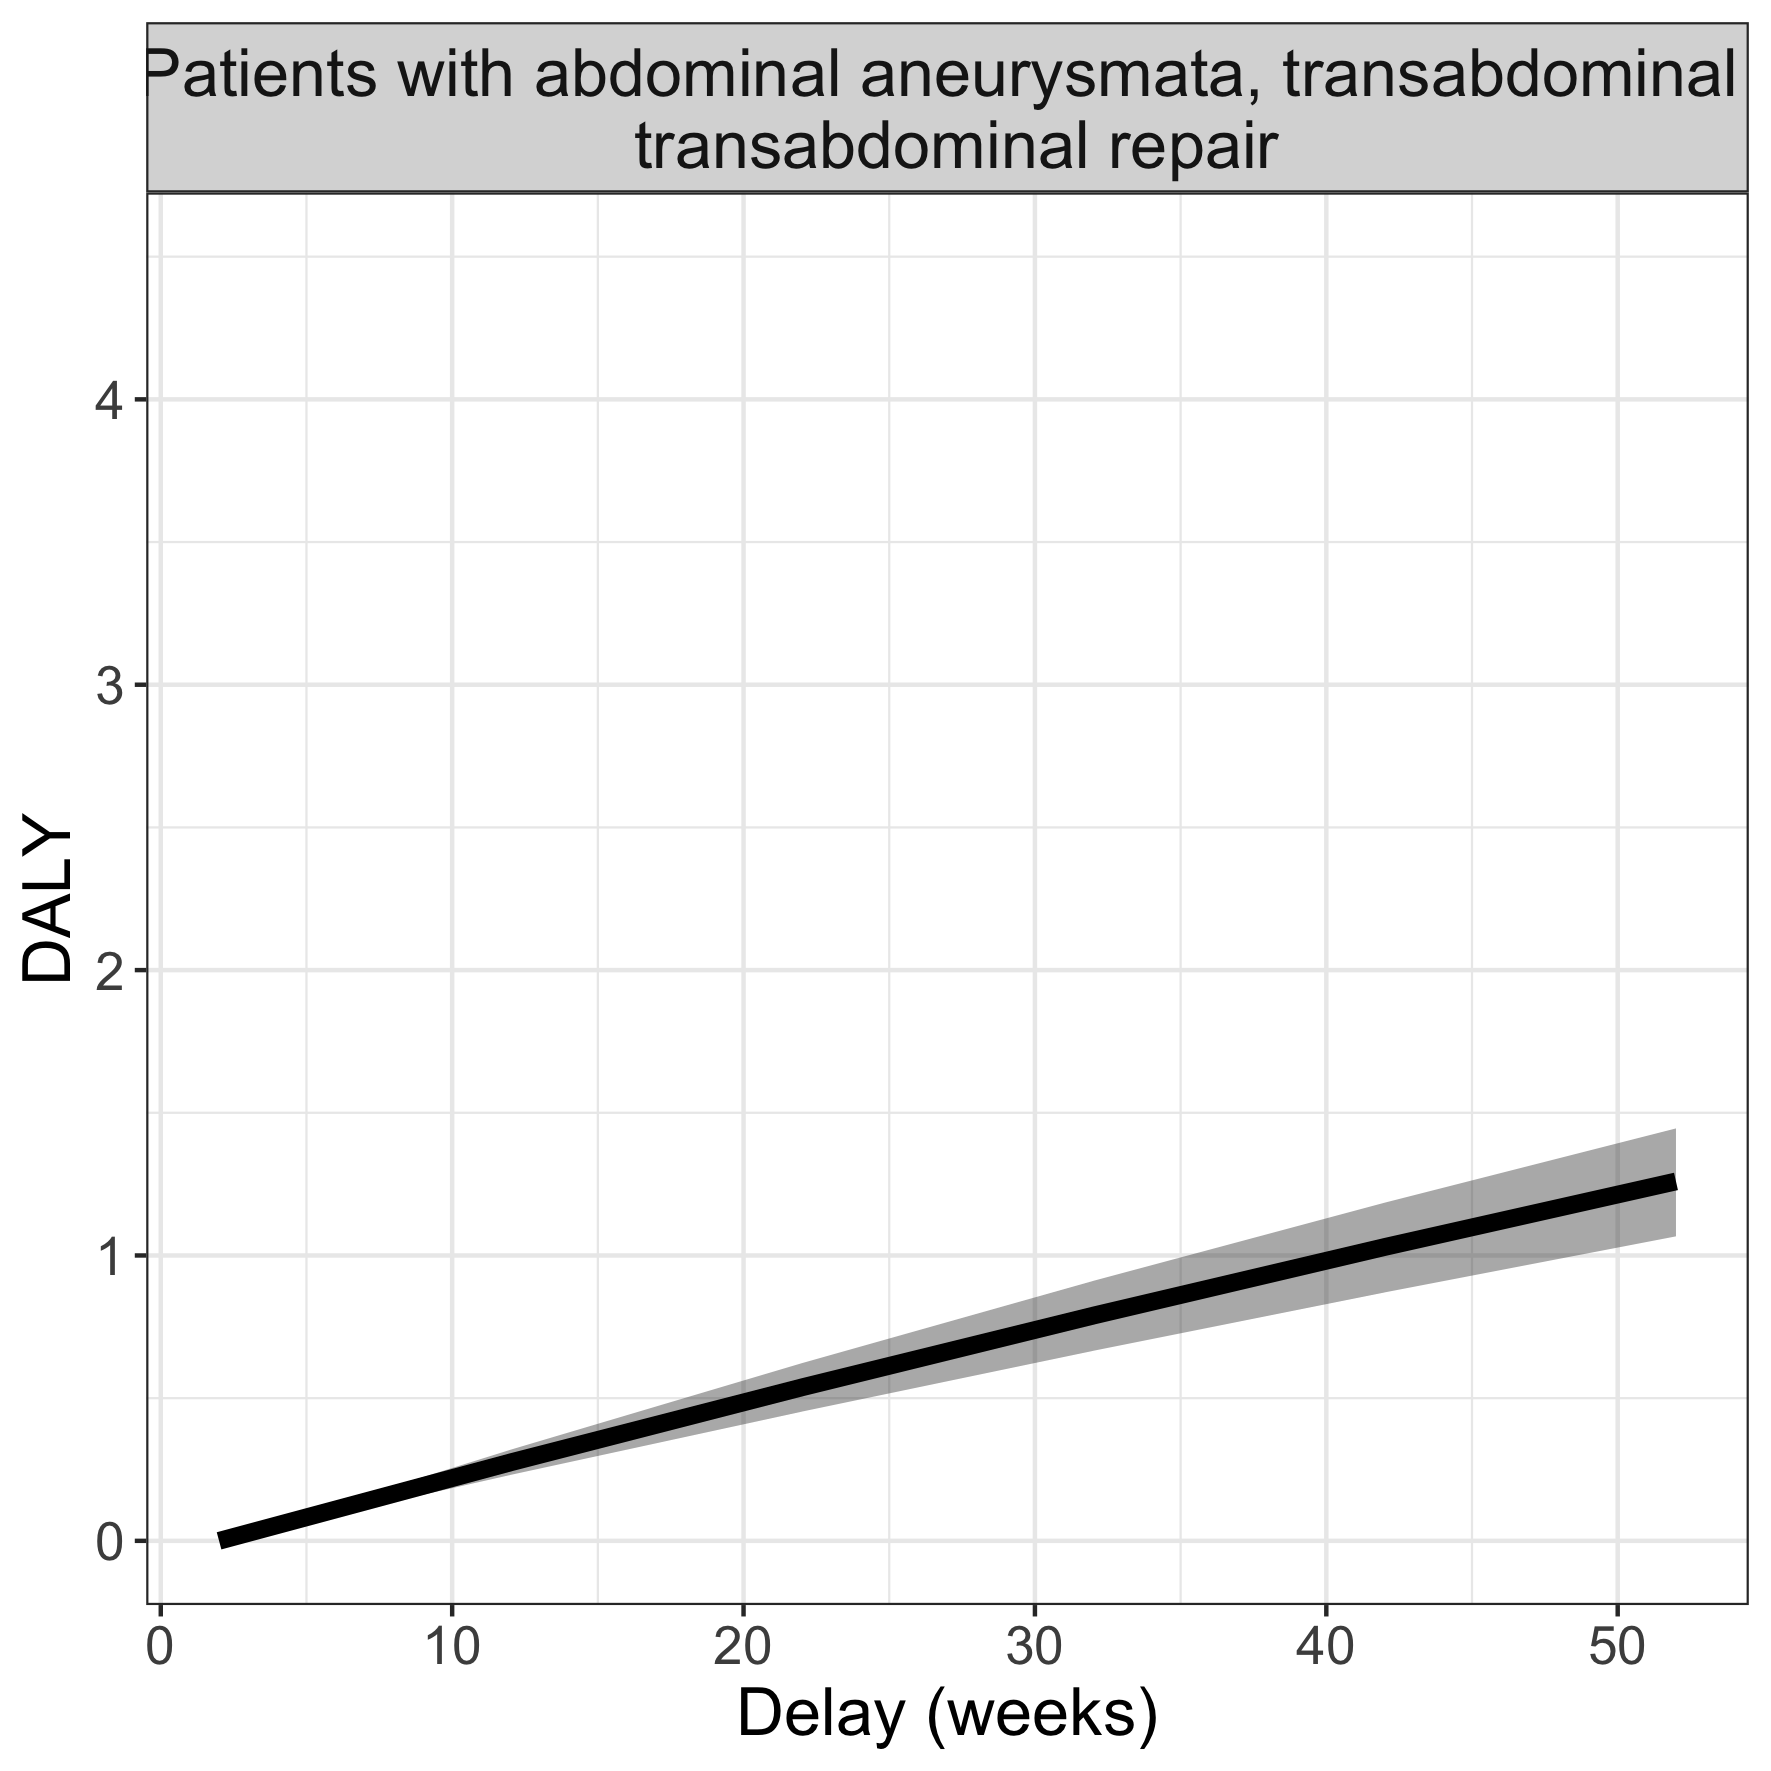 Patients with abdominal aneurysmata, transabdominal
transabdominal repair
4
3
2
1
0
DALY
0 10 20 30 40 50
Delay (weeks)